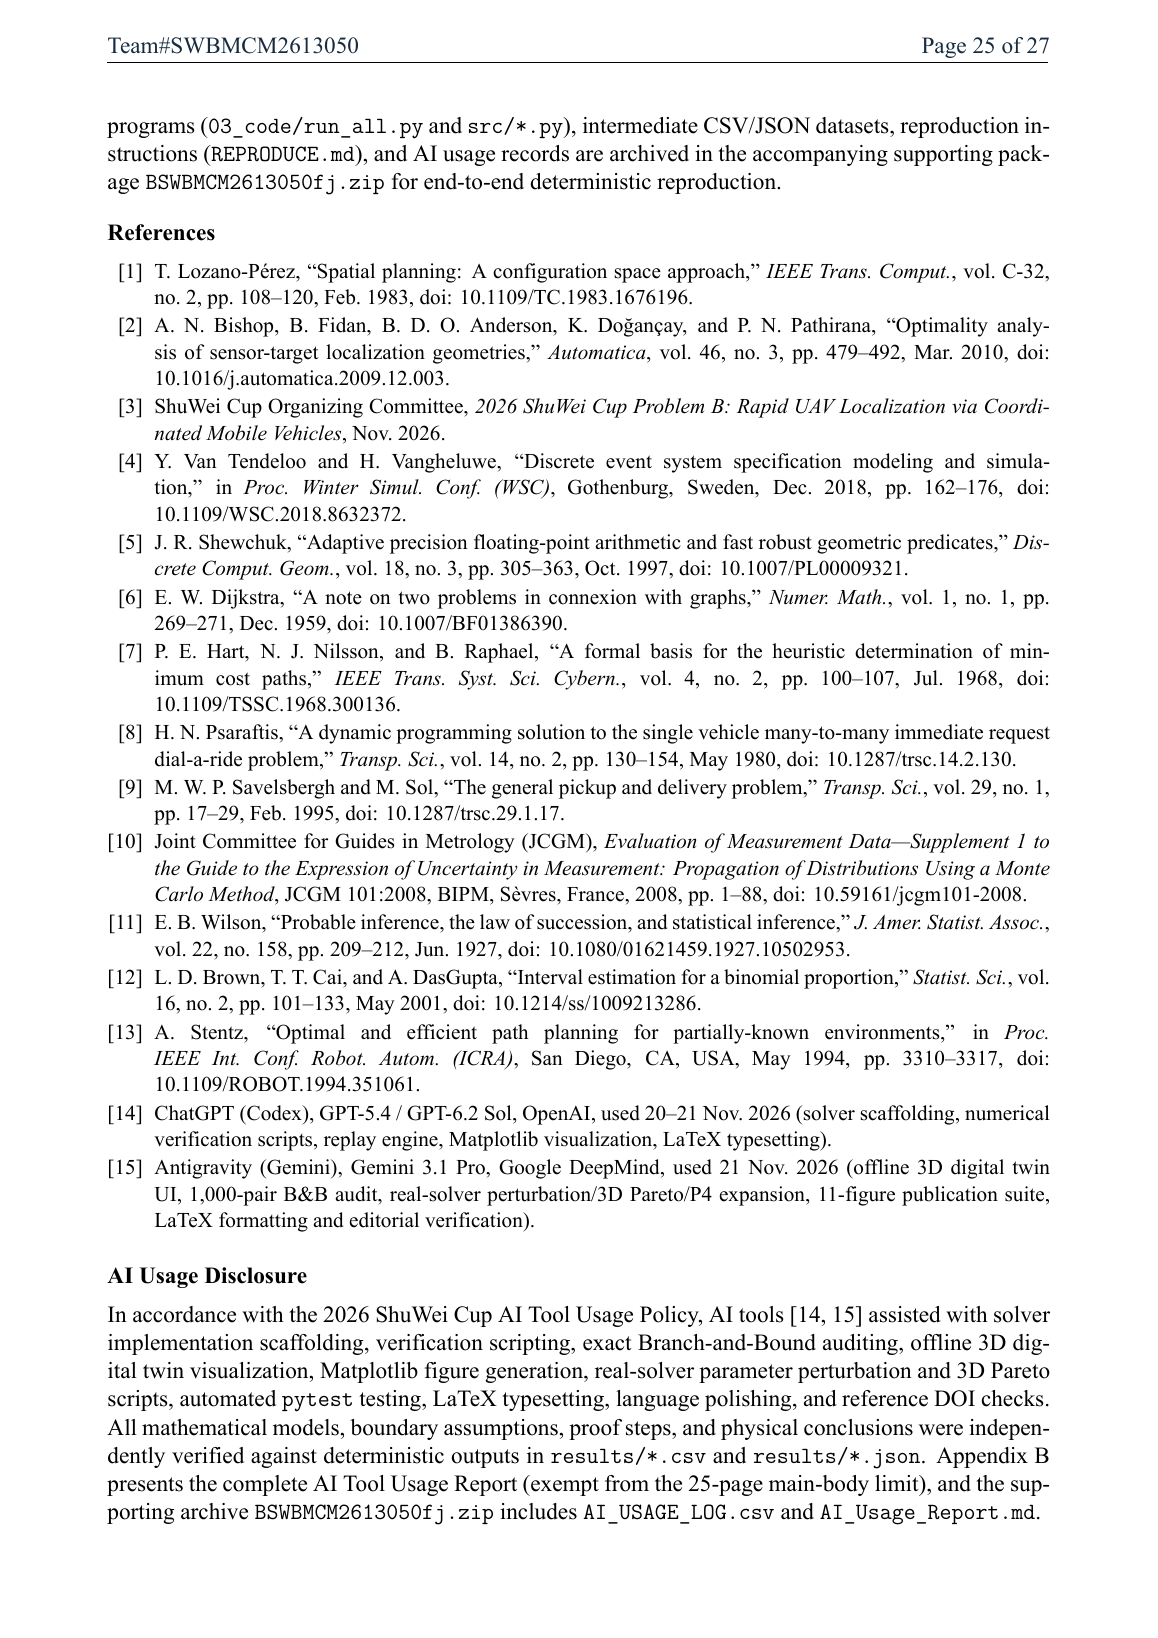 Team#SWBMCM2613050
Page 25 of 27
programs (03_code/run_all.py and src/*.py), intermediate CSV/JSON datasets, reproduction in-
structions (REPRODUCE.md), and AI usage records are archived in the accompanying supporting pack-
age BSWBMCM2613050fj.zip for end-to-end deterministic reproduction.
References
[1] T. Lozano-Pérez, “Spatial planning: A configuration space approach,” IEEE Trans. Comput., vol. C-32,
no. 2, pp. 108–120, Feb. 1983, doi: 10.1109/TC.1983.1676196.
[2] A. N. Bishop, B. Fidan, B. D. O. Anderson, K. Doğançay, and P. N. Pathirana, “Optimality analy-
sis of sensor-target localization geometries,” Automatica, vol. 46, no. 3, pp. 479–492, Mar. 2010, doi:
10.1016/j.automatica.2009.12.003.
[3] ShuWei Cup Organizing Committee, 2026 ShuWei Cup Problem B: Rapid UAV Localization via Coordi-
nated Mobile Vehicles, Nov. 2026.
[4] Y. Van Tendeloo and H. Vangheluwe, “Discrete event system specification modeling and simula-
tion,” in Proc. Winter Simul. Conf. (WSC), Gothenburg, Sweden, Dec. 2018, pp. 162–176, doi:
10.1109/WSC.2018.8632372.
[5] J. R. Shewchuk, “Adaptive precision floating-point arithmetic and fast robust geometric predicates,” Dis-
crete Comput. Geom., vol. 18, no. 3, pp. 305–363, Oct. 1997, doi: 10.1007/PL00009321.
[6] E. W. Dijkstra, “A note on two problems in connexion with graphs,” Numer. Math., vol. 1, no. 1, pp.
269–271, Dec. 1959, doi: 10.1007/BF01386390.
[7] P. E. Hart, N. J. Nilsson, and B. Raphael, “A formal basis for the heuristic determination of min-
imum cost paths,” IEEE Trans. Syst. Sci. Cybern., vol. 4, no. 2, pp. 100–107, Jul. 1968, doi:
10.1109/TSSC.1968.300136.
[8] H. N. Psaraftis, “A dynamic programming solution to the single vehicle many-to-many immediate request
dial-a-ride problem,” Transp. Sci., vol. 14, no. 2, pp. 130–154, May 1980, doi: 10.1287/trsc.14.2.130.
[9] M. W. P. Savelsbergh and M. Sol, “The general pickup and delivery problem,” Transp. Sci., vol. 29, no. 1,
pp. 17–29, Feb. 1995, doi: 10.1287/trsc.29.1.17.
[10] Joint Committee for Guides in Metrology (JCGM), Evaluation of Measurement Data—Supplement 1 to
the Guide to the Expression of Uncertainty in Measurement: Propagation of Distributions Using a Monte
Carlo Method, JCGM 101:2008, BIPM, Sèvres, France, 2008, pp. 1–88, doi: 10.59161/jcgm101-2008.
[11] E. B. Wilson, “Probable inference, the law of succession, and statistical inference,” J. Amer. Statist. Assoc.,
vol. 22, no. 158, pp. 209–212, Jun. 1927, doi: 10.1080/01621459.1927.10502953.
[12] L. D. Brown, T. T. Cai, and A. DasGupta, “Interval estimation for a binomial proportion,” Statist. Sci., vol.
16, no. 2, pp. 101–133, May 2001, doi: 10.1214/ss/1009213286.
[13] A. Stentz, “Optimal and efficient path planning for partially-known environments,” in Proc.
IEEE Int. Conf. Robot. Autom. (ICRA), San Diego, CA, USA, May 1994, pp. 3310–3317, doi:
10.1109/ROBOT.1994.351061.
[14] ChatGPT (Codex), GPT-5.4 / GPT-6.2 Sol, OpenAI, used 20–21 Nov. 2026 (solver scaffolding, numerical
verification scripts, replay engine, Matplotlib visualization, LaTeX typesetting).
[15] Antigravity (Gemini), Gemini 3.1 Pro, Google DeepMind, used 21 Nov. 2026 (offline 3D digital twin
UI, 1,000-pair B&B audit, real-solver perturbation/3D Pareto/P4 expansion, 11-figure publication suite,
LaTeX formatting and editorial verification).
AI Usage Disclosure
In accordance with the 2026 ShuWei Cup AI Tool Usage Policy, AI tools [14, 15] assisted with solver
implementation scaffolding, verification scripting, exact Branch-and-Bound auditing, offline 3D dig-
ital twin visualization, Matplotlib figure generation, real-solver parameter perturbation and 3D Pareto
scripts, automated pytest testing, LaTeX typesetting, language polishing, and reference DOI checks.
All mathematical models, boundary assumptions, proof steps, and physical conclusions were indepen-
dently verified against deterministic outputs in results/*.csv and results/*.json. Appendix B
presents the complete AI Tool Usage Report (exempt from the 25-page main-body limit), and the sup-
porting archive BSWBMCM2613050fj.zip includes AI_USAGE_LOG.csv and AI_Usage_Report.md.